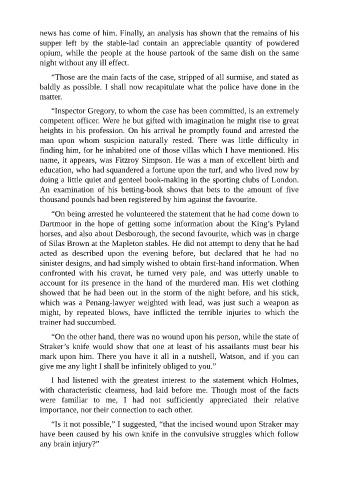 news has come of him. Finally, an analysis has shown that the remains of his
supper left by the stable-lad contain an appreciable quantity of powdered
opium, while the people at the house partook of the same dish on the same
night without any ill effect.
“Those are the main facts of the case, stripped of all surmise, and stated as
baldly as possible. I shall now recapitulate what the police have done in the
matter.
“Inspector Gregory, to whom the case has been committed, is an extremely
competent officer. Were he but gifted with imagination he might rise to great
heights in his profession. On his arrival he promptly found and arrested the
man upon whom suspicion naturally rested. There was little difficulty in
finding him, for he inhabited one of those villas which I have mentioned. His
name, it appears, was Fitzroy Simpson. He was a man of excellent birth and
education, who had squandered a fortune upon the turf, and who lived now by
doing a little quiet and genteel book-making in the sporting clubs of London.
An examination of his betting-book shows that bets to the amount of five
thousand pounds had been registered by him against the favourite.
“On being arrested he volunteered the statement that he had come down to
Dartmoor in the hope of getting some information about the King’s Pyland
horses, and also about Desborough, the second favourite, which was in charge
of Silas Brown at the Mapleton stables. He did not attempt to deny that he had
acted as described upon the evening before, but declared that he had no
sinister designs, and had simply wished to obtain first-hand information. When
confronted with his cravat, he turned very pale, and was utterly unable to
account for its presence in the hand of the murdered man. His wet clothing
showed that he had been out in the storm of the night before, and his stick,
which was a Penang-lawyer weighted with lead, was just such a weapon as
might, by repeated blows, have inflicted the terrible injuries to which the
trainer had succumbed.
“On the other hand, there was no wound upon his person, while the state of
Straker’s knife would show that one at least of his assailants must bear his
mark upon him. There you have it all in a nutshell, Watson, and if you can
give me any light I shall be infinitely obliged to you.”
I had listened with the greatest interest to the statement which Holmes,
with characteristic clearness, had laid before me. Though most of the facts
were familiar to me, I had not sufficiently appreciated their relative
importance, nor their connection to each other.
“Is it not possible,” I suggested, “that the incised wound upon Straker may
have been caused by his own knife in the convulsive struggles which follow
any brain injury?”